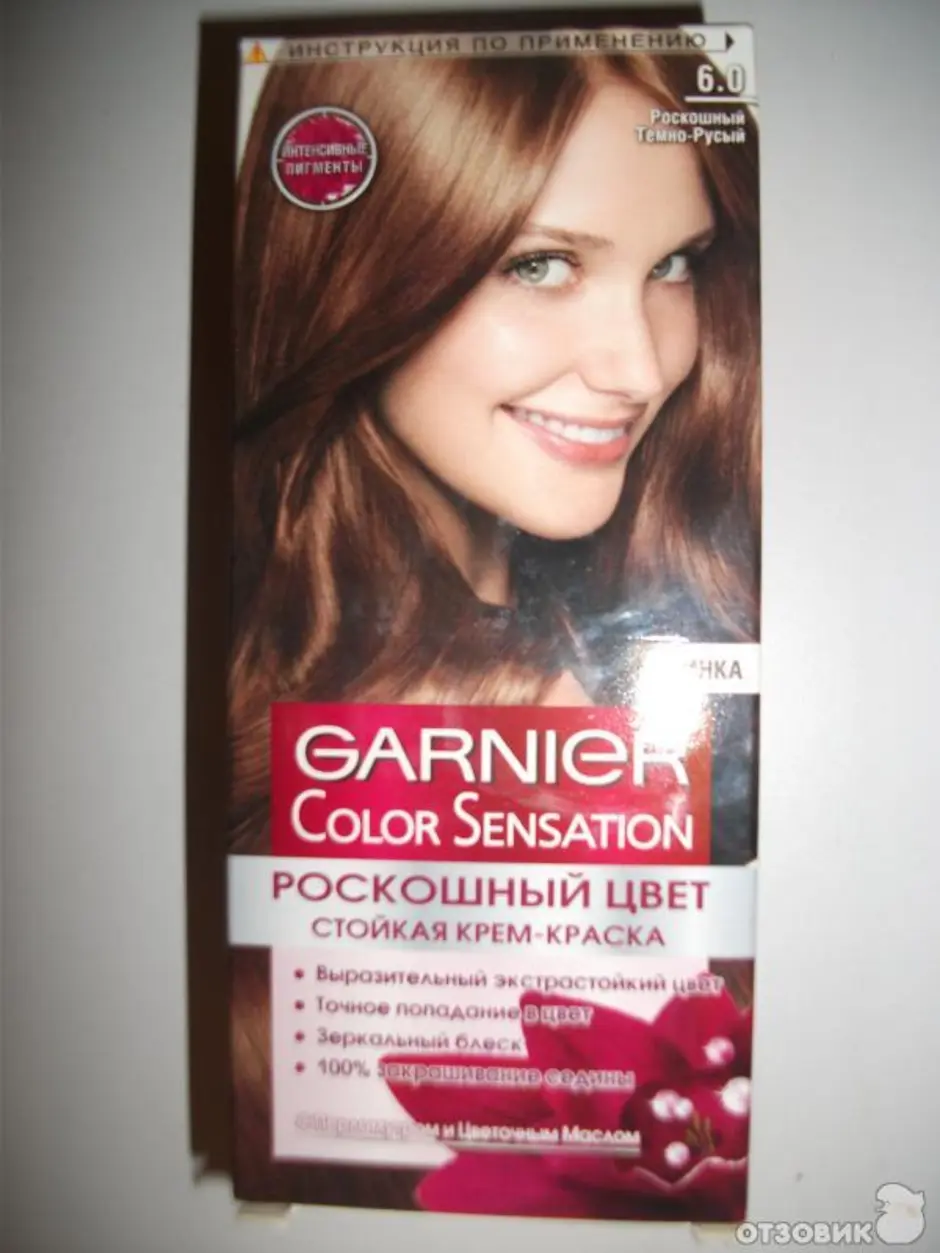 ИНСТРУКЦИЯ ПО ПРИМЕНЕНИЮ
6.0
Роскошный
Темно-Русый
ИНТЕНСИВНЫЕ
ПИГМЕНТЫ
GARNIER
COLOR SENSATION
РОСКОШНЫЙ ЦВЕТ
СТОЙКАЯ КРЕМ-КРАСКА
• Выразительный экстрастойкий цвет
• Точное попадание в цвет
• Зеркальный блеск
• 100% закрашивание седины
с Перламутром и Цветочным Маслом
ОТЗОВИК